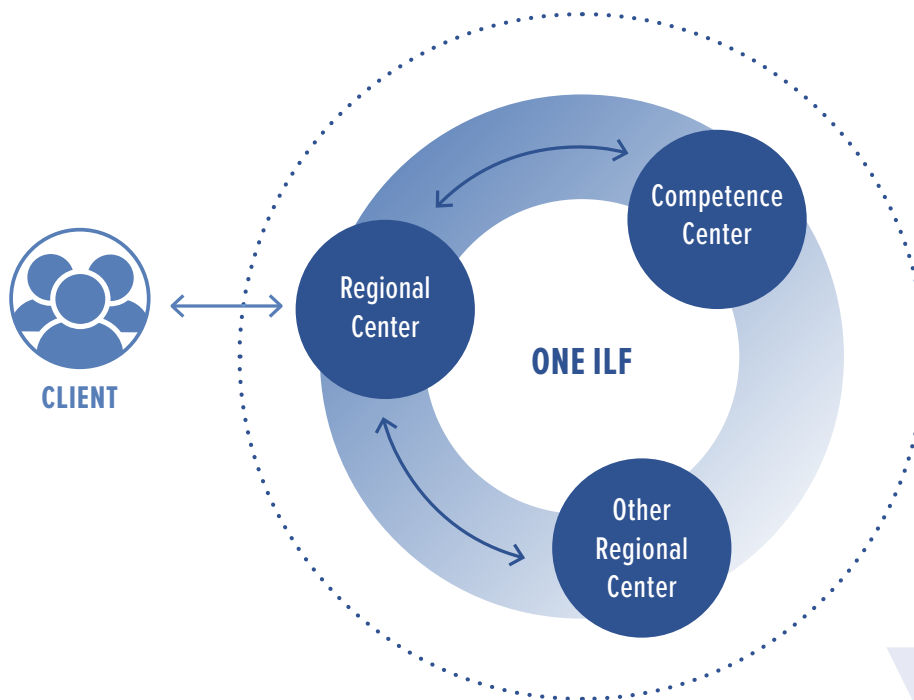 Competence
Center
Regional
Center
ONE ILF
CLIENT
Other
Regional
Center